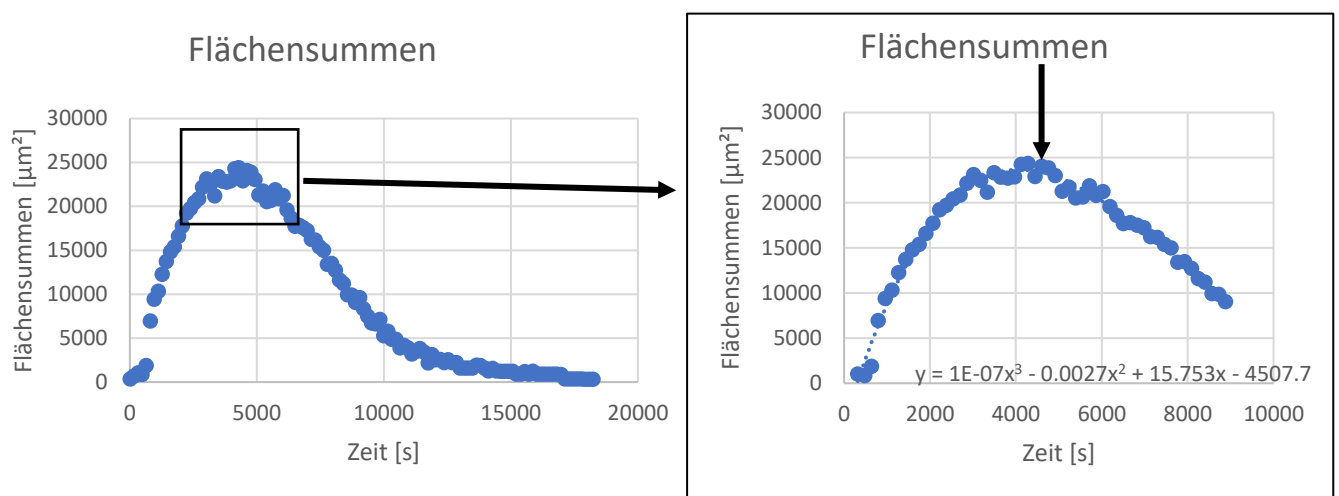 Flächensummen
Flächensummen [µm²]
30000
25000
20000
15000
10000
5000
0
0 5000 10000 15000 20000
Zeit [s]
Flächensummen
Flächensummen [µm²]
30000
25000
20000
15000
10000
5000
0
y = 1E-07x³ - 0.0027x² + 15.753x - 4507.7
0 2000 4000 6000 8000 10000
Zeit [s]